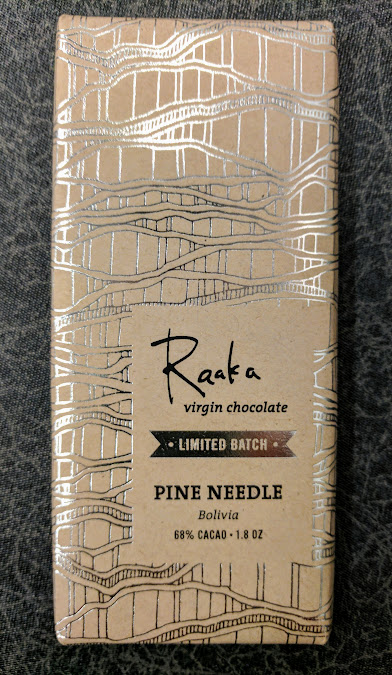 Raaka
virgin chocolate
• LIMITED BATCH •
PINE NEEDLE
Bolivia
68% CACAO • 1.8 OZ